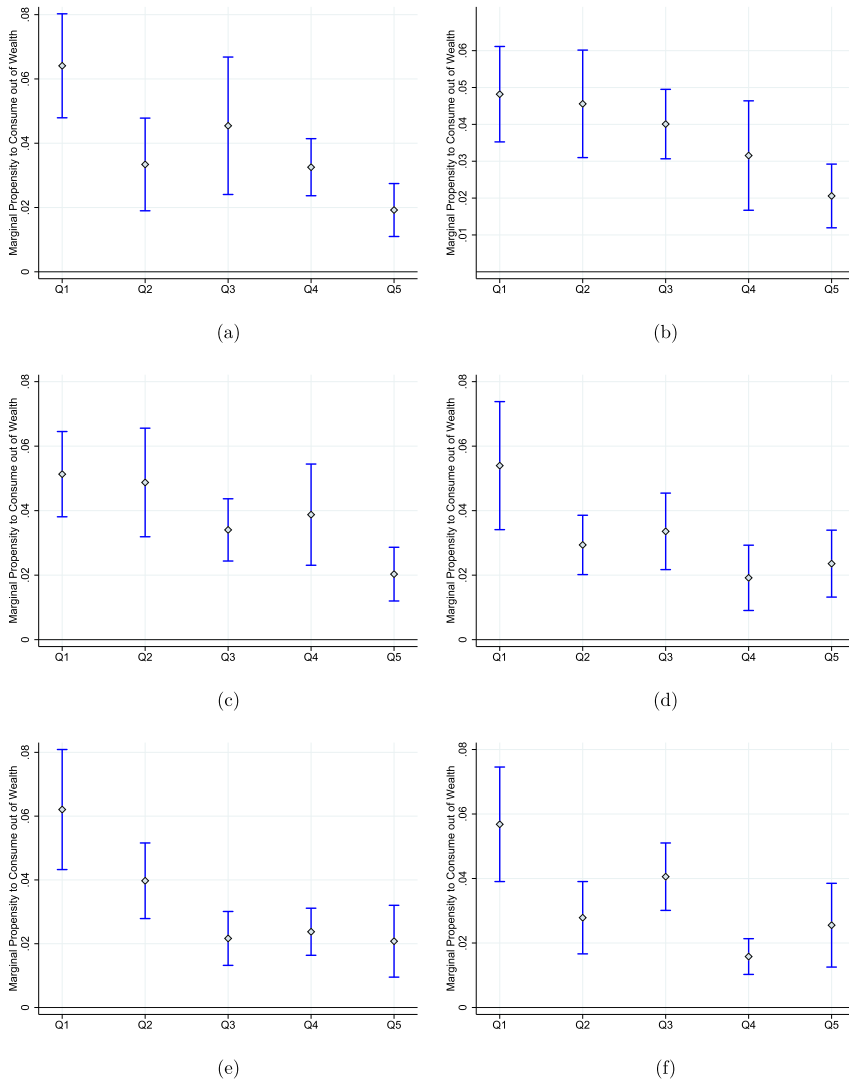 Marginal Propensity to Consume out of Wealth
.08
.06
.04
.02
0
Q1 Q2 Q3 Q4 Q5
(a)
Marginal Propensity to Consume out of Wealth
.06
.05
.04
.03
.02
.01
Q1 Q2 Q3 Q4 Q5
(b)
Marginal Propensity to Consume out of Wealth
.08
.06
.04
.02
0
Q1 Q2 Q3 Q4 Q5
(c)
Marginal Propensity to Consume out of Wealth
.08
.06
.04
.02
0
Q1 Q2 Q3 Q4 Q5
(d)
Marginal Propensity to Consume out of Wealth
.08
.06
.04
.02
0
Q1 Q2 Q3 Q4 Q5
(e)
Marginal Propensity to Consume out of Wealth
.08
.06
.04
.02
0
Q1 Q2 Q3 Q4 Q5
(f)